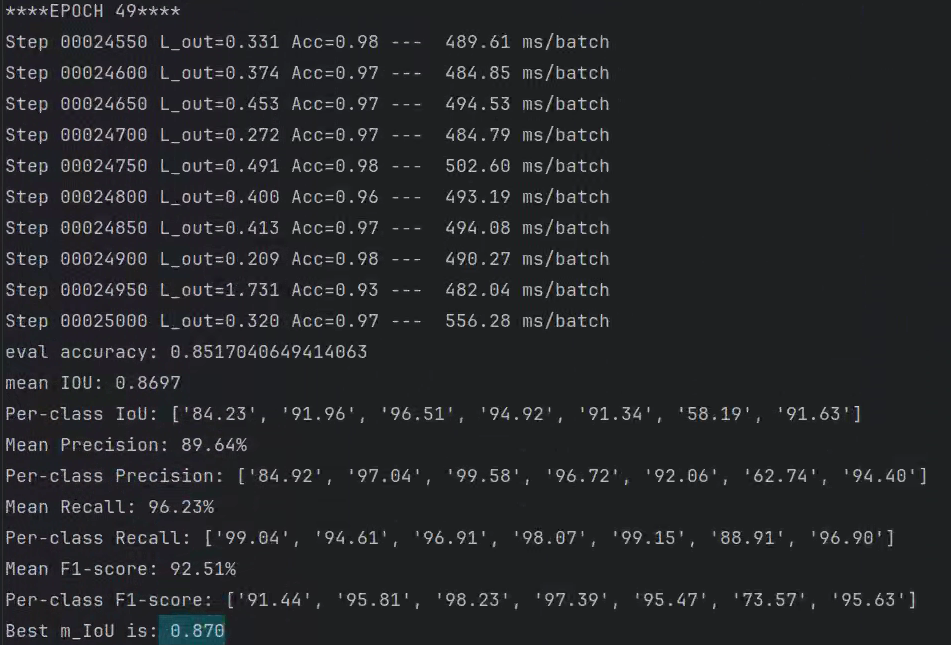 ****EPOCH 49****
Step 00024550 L_out=0.331 Acc=0.98 ---  489.61 ms/batch
Step 00024600 L_out=0.374 Acc=0.97 ---  484.85 ms/batch
Step 00024650 L_out=0.453 Acc=0.97 ---  494.53 ms/batch
Step 00024700 L_out=0.272 Acc=0.97 ---  484.79 ms/batch
Step 00024750 L_out=0.491 Acc=0.98 ---  502.60 ms/batch
Step 00024800 L_out=0.400 Acc=0.96 ---  493.19 ms/batch
Step 00024850 L_out=0.413 Acc=0.97 ---  494.08 ms/batch
Step 00024900 L_out=0.209 Acc=0.98 ---  490.27 ms/batch
Step 00024950 L_out=1.731 Acc=0.93 ---  482.04 ms/batch
Step 00025000 L_out=0.320 Acc=0.97 ---  556.28 ms/batch
eval accuracy: 0.8517040649414063
mean IOU: 0.8697
Per-class IoU: ['84.23', '91.96', '96.51', '94.92', '91.34', '58.19', '91.63']
Mean Precision: 89.64%
Per-class Precision: ['84.92', '97.04', '99.58', '96.72', '92.06', '62.74', '94.40']
Mean Recall: 96.23%
Per-class Recall: ['99.04', '94.61', '96.91', '98.07', '99.15', '88.91', '96.90']
Mean F1-score: 92.51%
Per-class F1-score: ['91.44', '95.81', '98.23', '97.39', '95.47', '73.57', '95.63']
Best m_IoU is: 0.870